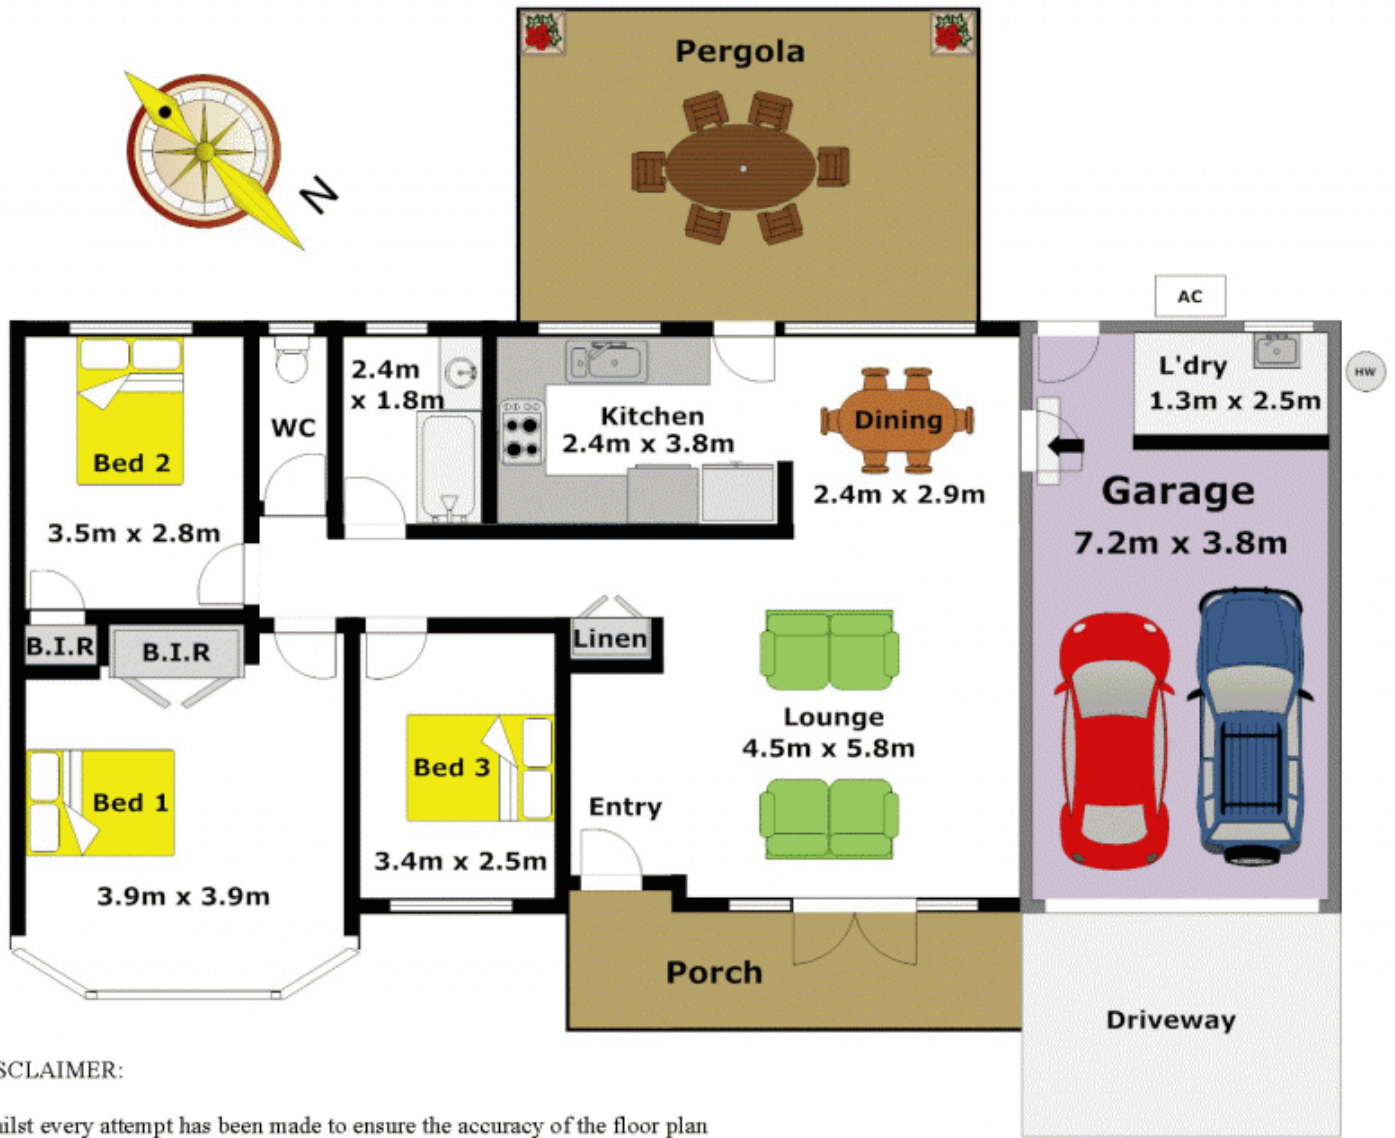 Pergola
N
AC
HW
2.4m
x 1.8m
WC
Kitchen
2.4m x 3.8m
Dining
2.4m x 2.9m
L'dry
1.3m x 2.5m
Bed 2
3.5m x 2.8m
Garage
7.2m x 3.8m
B.I.R
B.I.R
Linen
Lounge
4.5m x 5.8m
Bed 1
3.9m x 3.9m
Bed 3
3.4m x 2.5m
Entry
Porch
Driveway
SCLAIMER:
ilst every attempt has been made to ensure the accuracy of the floor plan